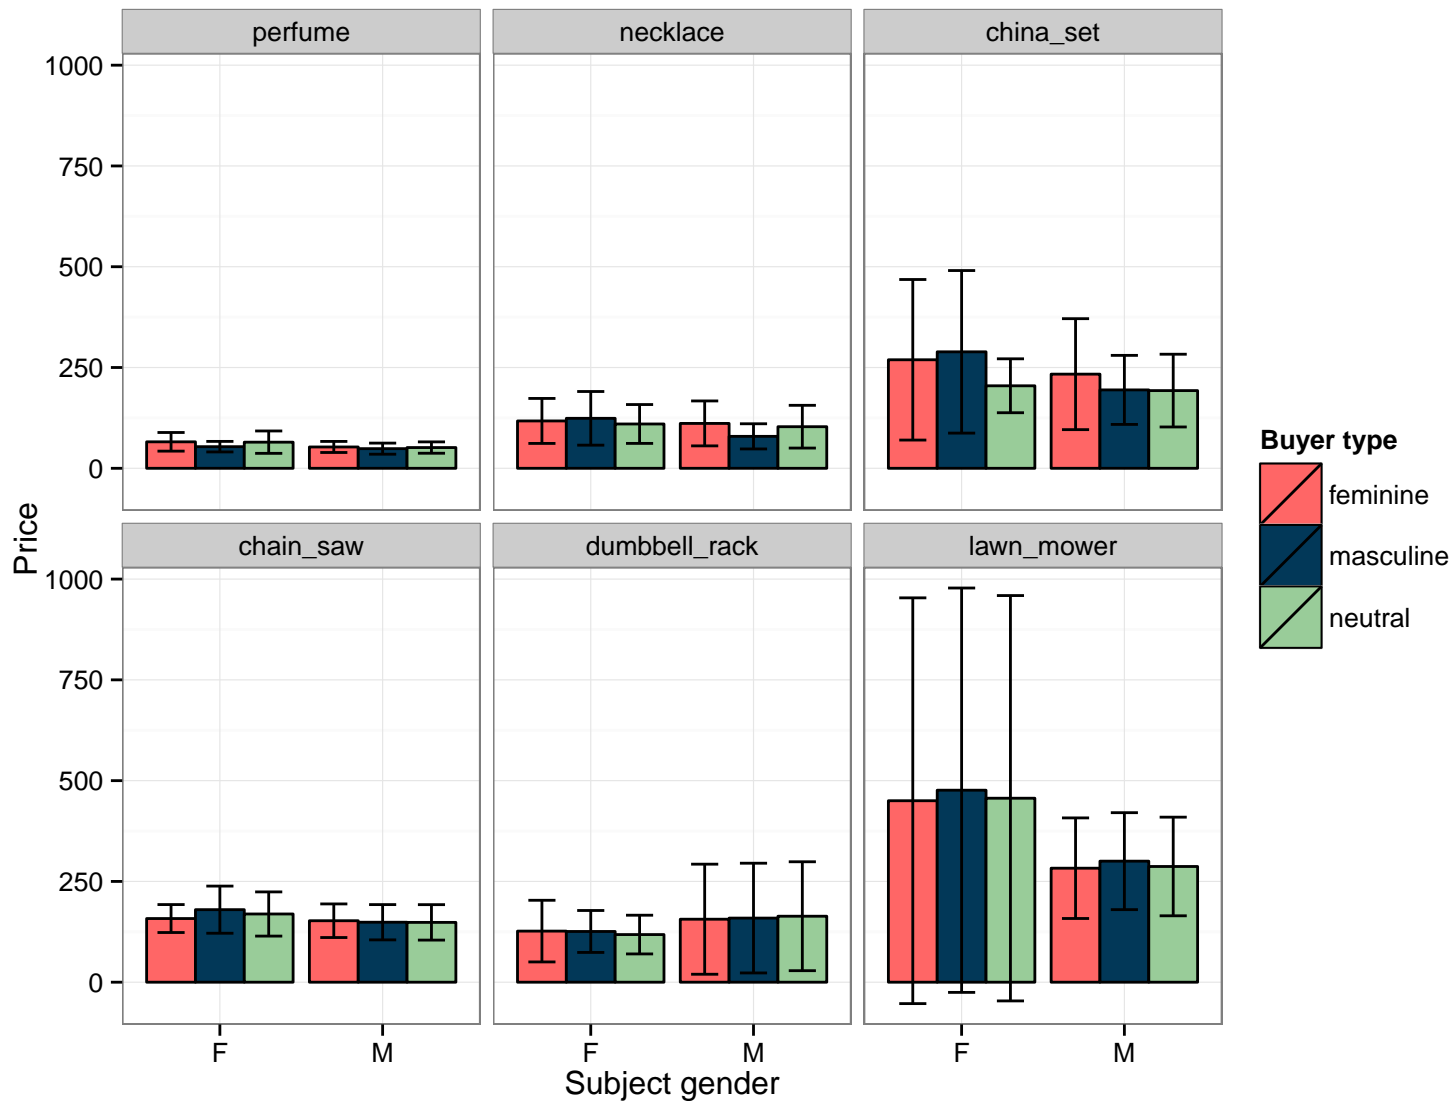 perfume
necklace
china_set
1000
750
500
250
0
Price
chain_saw
dumbbell_rack
lawn_mower
1000
750
500
250
0
F
M
F
M
F
M
Subject gender
Buyer type
feminine
masculine
neutral